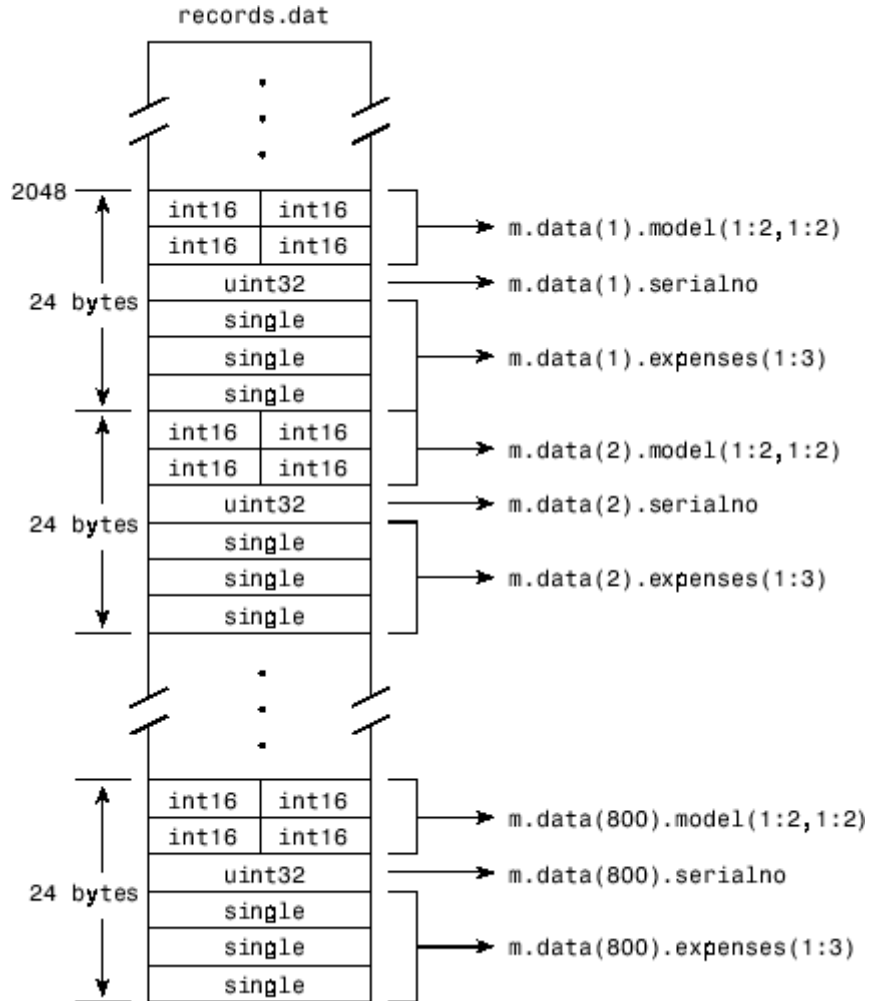 records.dat
2048
int16 int16 m.data(1).model(1:2,1:2)
int16 int16
uint32 m.data(1).serialno
24 bytes
single
single m.data(1).expenses(1:3)
single
int16 int16 m.data(2).model(1:2,1:2)
int16 int16
uint32 m.data(2).serialno
24 bytes
single
single m.data(2).expenses(1:3)
single
int16 int16 m.data(800).model(1:2,1:2)
int16 int16
uint32 m.data(800).serialno
24 bytes
single
single m.data(800).expenses(1:3)
single